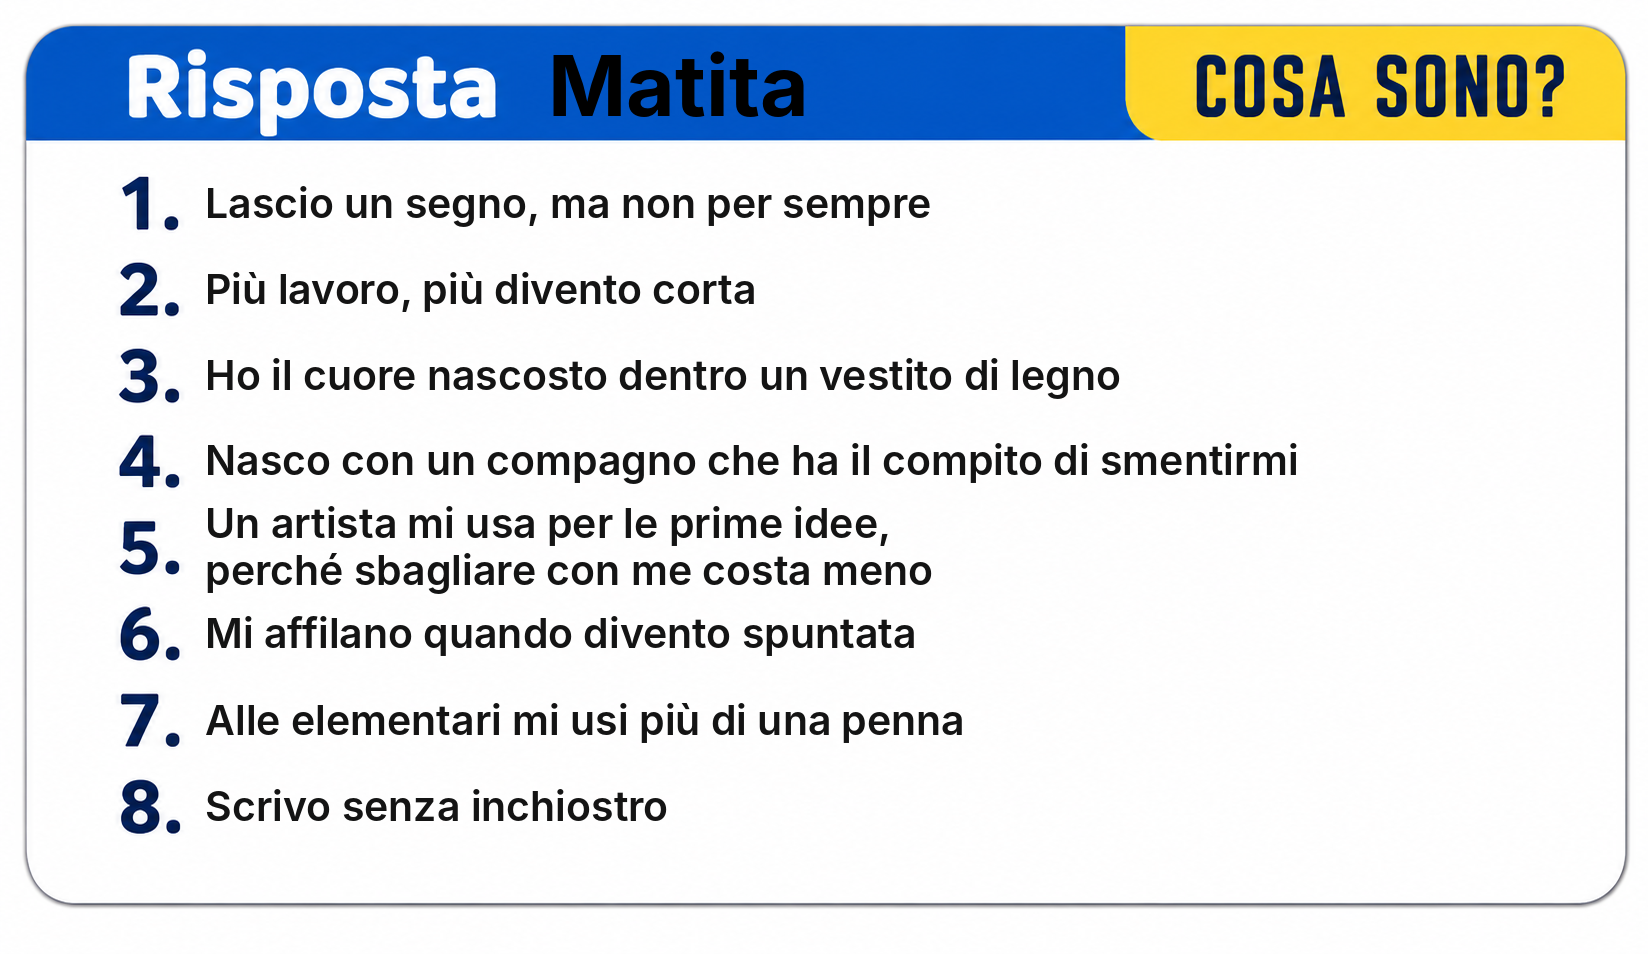 Risposta Matita COSA SONO?
1. Lascio un segno, ma non per sempre
2. Più lavoro, più divento corta
3. Ho il cuore nascosto dentro un vestito di legno
4. Nasco con un compagno che ha il compito di smentirmi
5. Un artista mi usa per le prime idee,
perché sbagliare con me costa meno
6. Mi affilano quando divento spuntata
7. Alle elementari mi usi più di una penna
8. Scrivo senza inchiostro